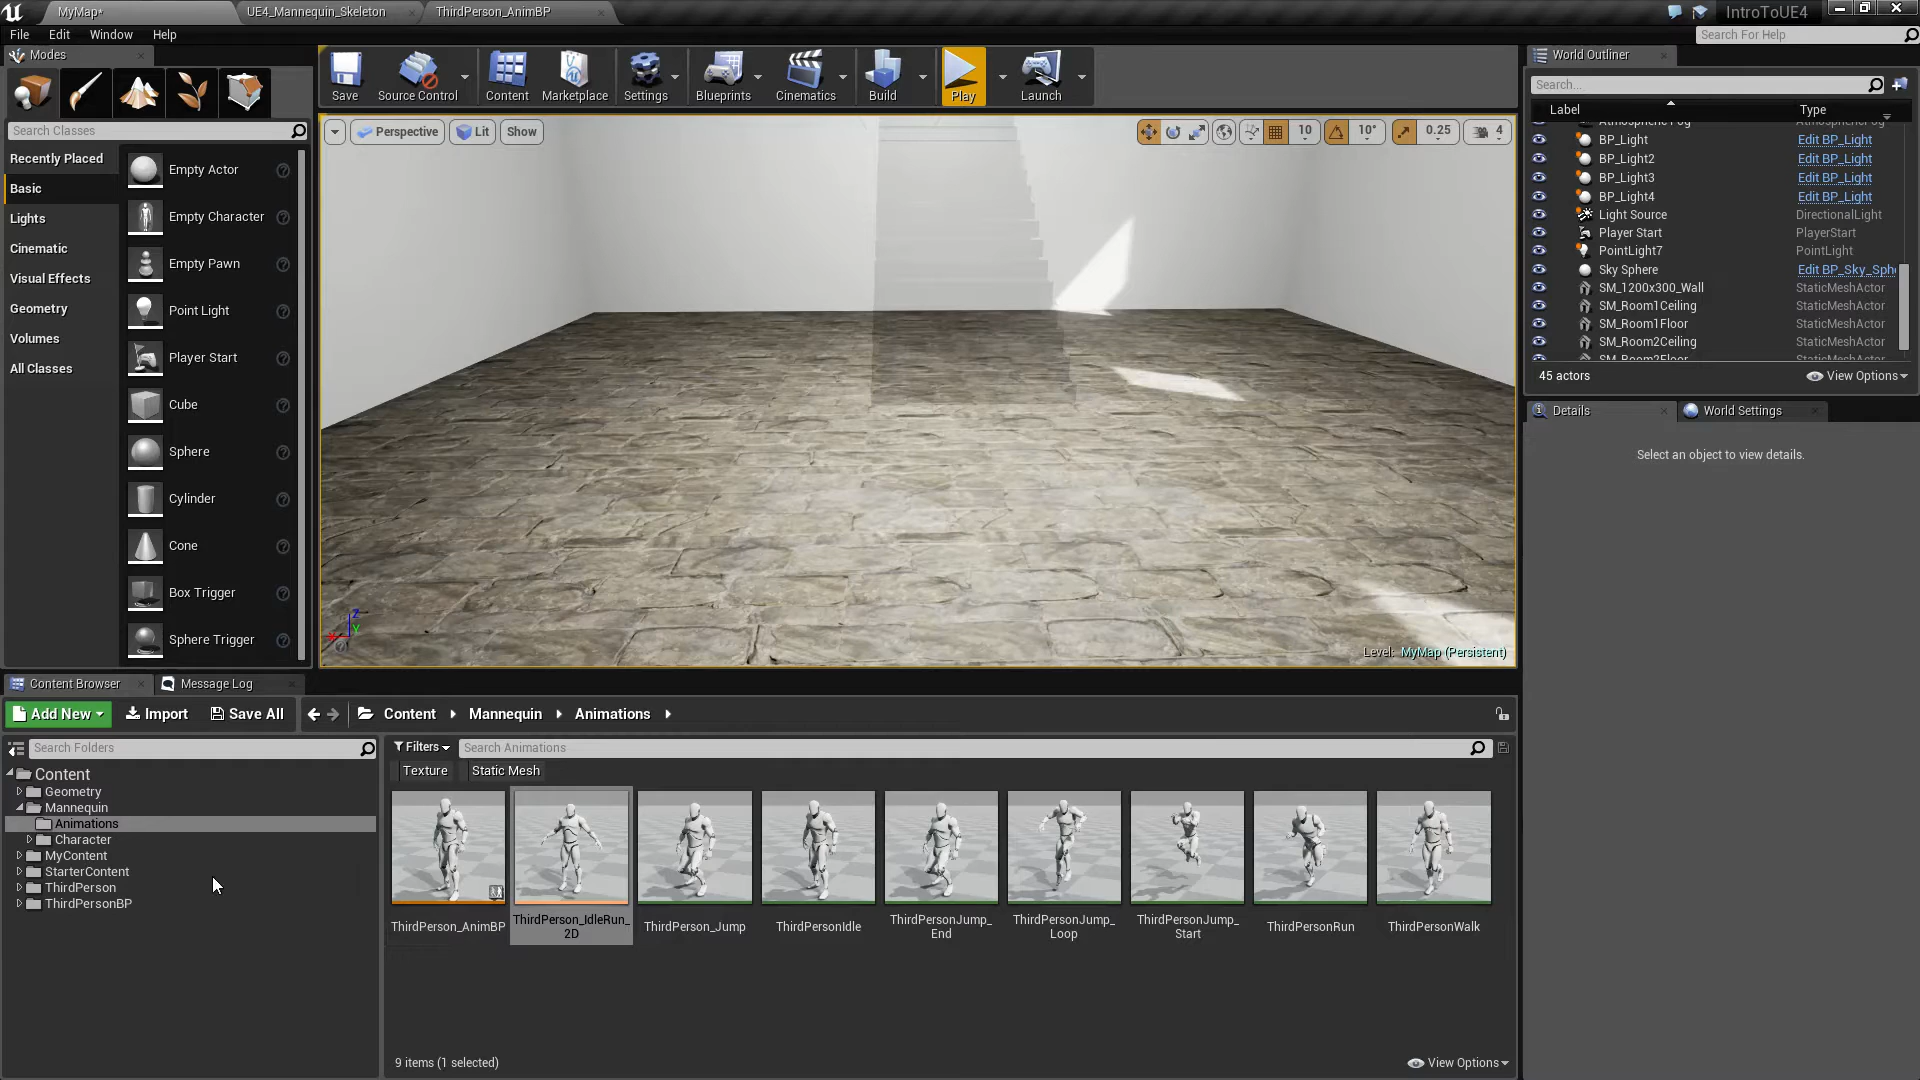 MyMap*
UE4_Mannequin_Skeleton
ThirdPerson_AnimBP
IntroToUE4
File Edit Window Help
Search For Help
Modes
Save
Source Control
Content
Marketplace
Settings
Blueprints
Cinematics
Build
Play
Launch
World Outliner
Search...
Label
Type
Search Classes
Recently Placed
Basic
Lights
Cinematic
Visual Effects
Geometry
Volumes
All Classes
Empty Actor
Empty Character
Empty Pawn
Point Light
Player Start
Cube
Sphere
Cylinder
Cone
Box Trigger
Sphere Trigger
Perspective
Lit
Show
10
10°
0.25
4
Z
Y
Level: MyMap (Persistent)
BP_Light Edit BP_Light
BP_Light2 Edit BP_Light
BP_Light3 Edit BP_Light
BP_Light4 Edit BP_Light
Light Source DirectionalLight
Player Start PlayerStart
PointLight7 PointLight
Sky Sphere Edit BP_Sky_Sph
SM_1200x300_Wall StaticMeshActor
SM_Room1Ceiling StaticMeshActor
SM_Room1Floor StaticMeshActor
SM_Room2Ceiling StaticMeshActor
SM_Room2Floor StaticMeshActor
45 actors
View Options
Details
World Settings
Select an object to view details.
Content Browser
Message Log
Add New
Import
Save All
Content
Mannequin
Animations
Search Folders
Filters
Search Animations
Texture
Static Mesh
Content
Geometry
Mannequin
Animations
Character
MyContent
StarterContent
ThirdPerson
ThirdPersonBP
ThirdPerson_AnimBP
ThirdPerson_IdleRun_
2D
ThirdPerson_Jump
ThirdPersonIdle
ThirdPersonJump_
End
ThirdPersonJump_
Loop
ThirdPersonJump_
Start
ThirdPersonRun
ThirdPersonWalk
9 items (1 selected)
View Options